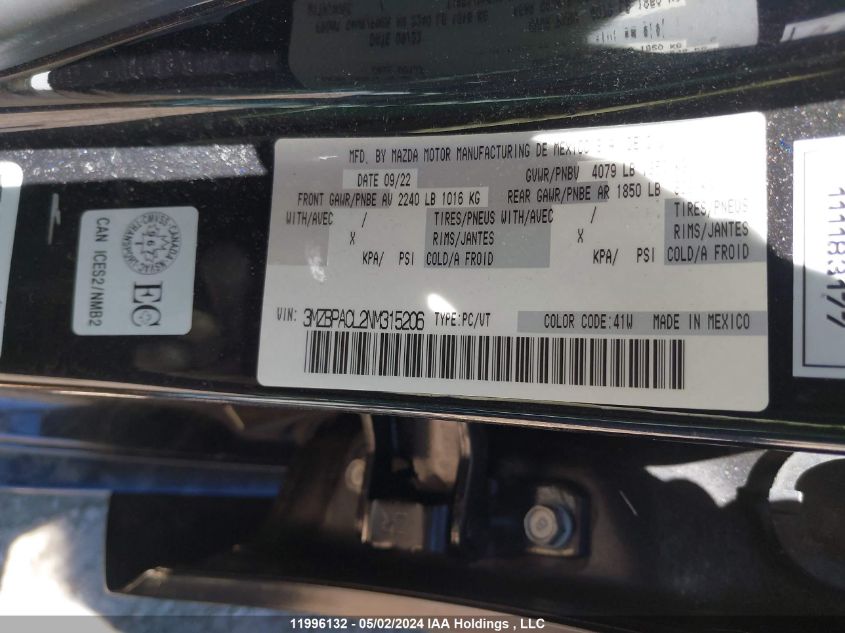 MFD. BY MAZDA MOTOR MANUFACTURING DE MEXICO
DATE 09/22 GVWR/PNBV 4079 LB
FRONT GAWR/PNBE AV 2240 LB 1016 KG REAR GAWR/PNBE AR 1850 LB
WITH/AVEC / TIRES/PNEUS WITH/AVEC / TIRES/PNEUS
X RIMS/JANTES X RIMS/JANTES
KPA/ PSI COLD/A FROID KPA/ PSI COLD/A FROID
VIN: 3MZBPACL2NM315206 TYPE:PC/VT COLOR CODE:41W MADE IN MEXICO
CAN ICES2/NMB2
TRANSPORT CANADA
EC
11996132 - 05/02/2024 IAA Holdings , LLC